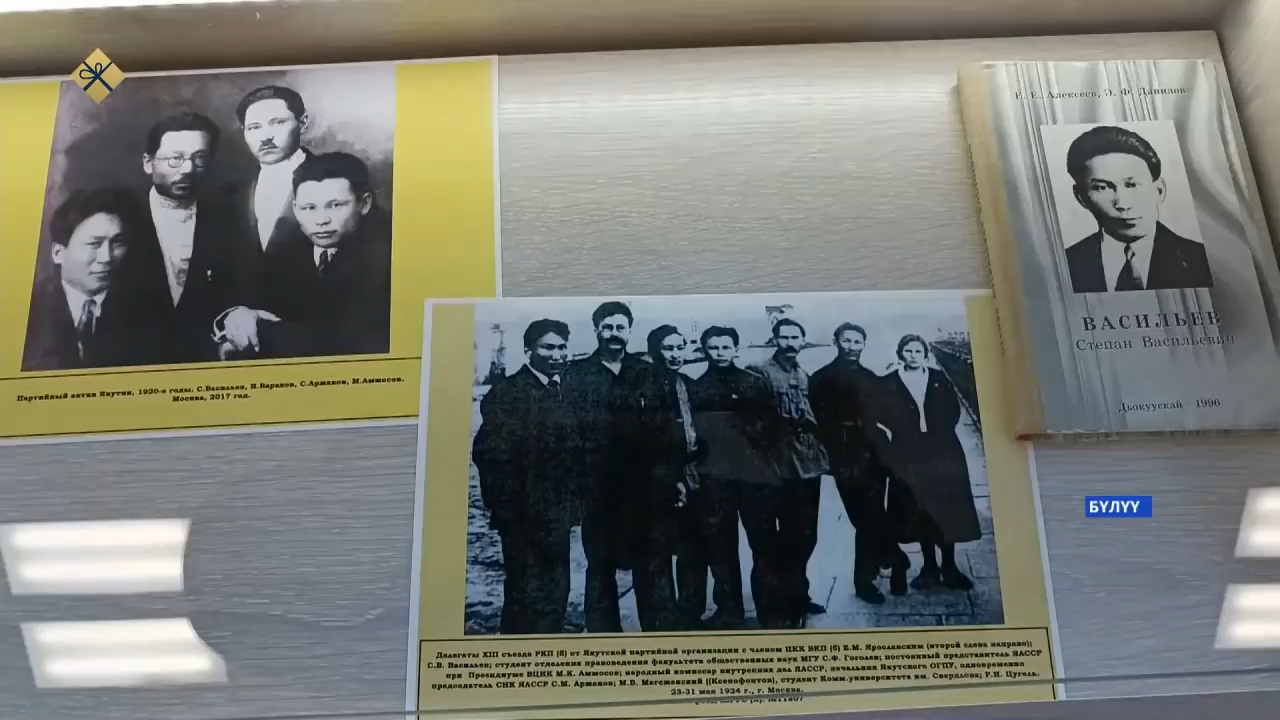 Партийный актив Якутии, 1920-е годы. С.Васильев, И.Барахов, С.Аржаков, М.Аммосов.
Москва, 2017 год.
Е. Е. Алексеев, Э. Ф. Данилов
ВАСИЛЬЕВ
Степан Васильевич
Дьокуускай 1996
БҮЛҮҮ
Делегаты XIII съезда РКП (б) от Якутской партийной организации с членом ЦКК ВКП (б) Е.М. Ярославским (второй слева направо);
С.В. Васильев; студент отделения правоведения факультета общественных наук МГУ С.Ф. Гоголев; постоянный представитель ЯАССР
при Президиуме ВЦИК М.К. Аммосов; народный комиссар внутренних дел ЯАССР, начальник Якутского ОГПУ, одновременно
председатель СНК ЯАССР С.М. Аржаков; М.В. Мегежекский ((Ксенофонтов), студент Комм.университета им. Свердлова; Р.И. Цугель.
23-31 мая 1924 г., г. Москва.